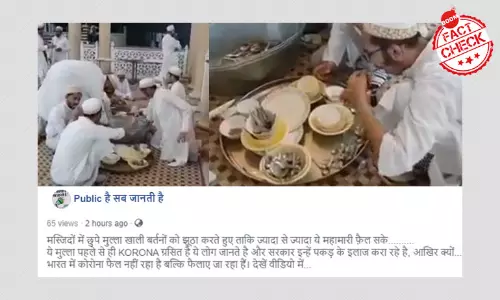 BOOM
FACT
CHECK
Public है सब जानती है
65 views · 2 hours ago ·
मस्जिदों में छुपे मुल्ला खाली बर्तनों को झूठा करते हुए ताकि ज्यादा से ज्यादा ये महामारी फ़ैल सके..........
ये मुल्ला पहले से ही KORONA ग्रसित है ये लोग जानते है और सरकार इन्हें पकड़ के इलाज करा रहे है, आंखिर क्यों...
भारत में कोरोना फैल नहीं रहा है बल्कि फैलाए जा रहा हैं। देखें वीडियो में...